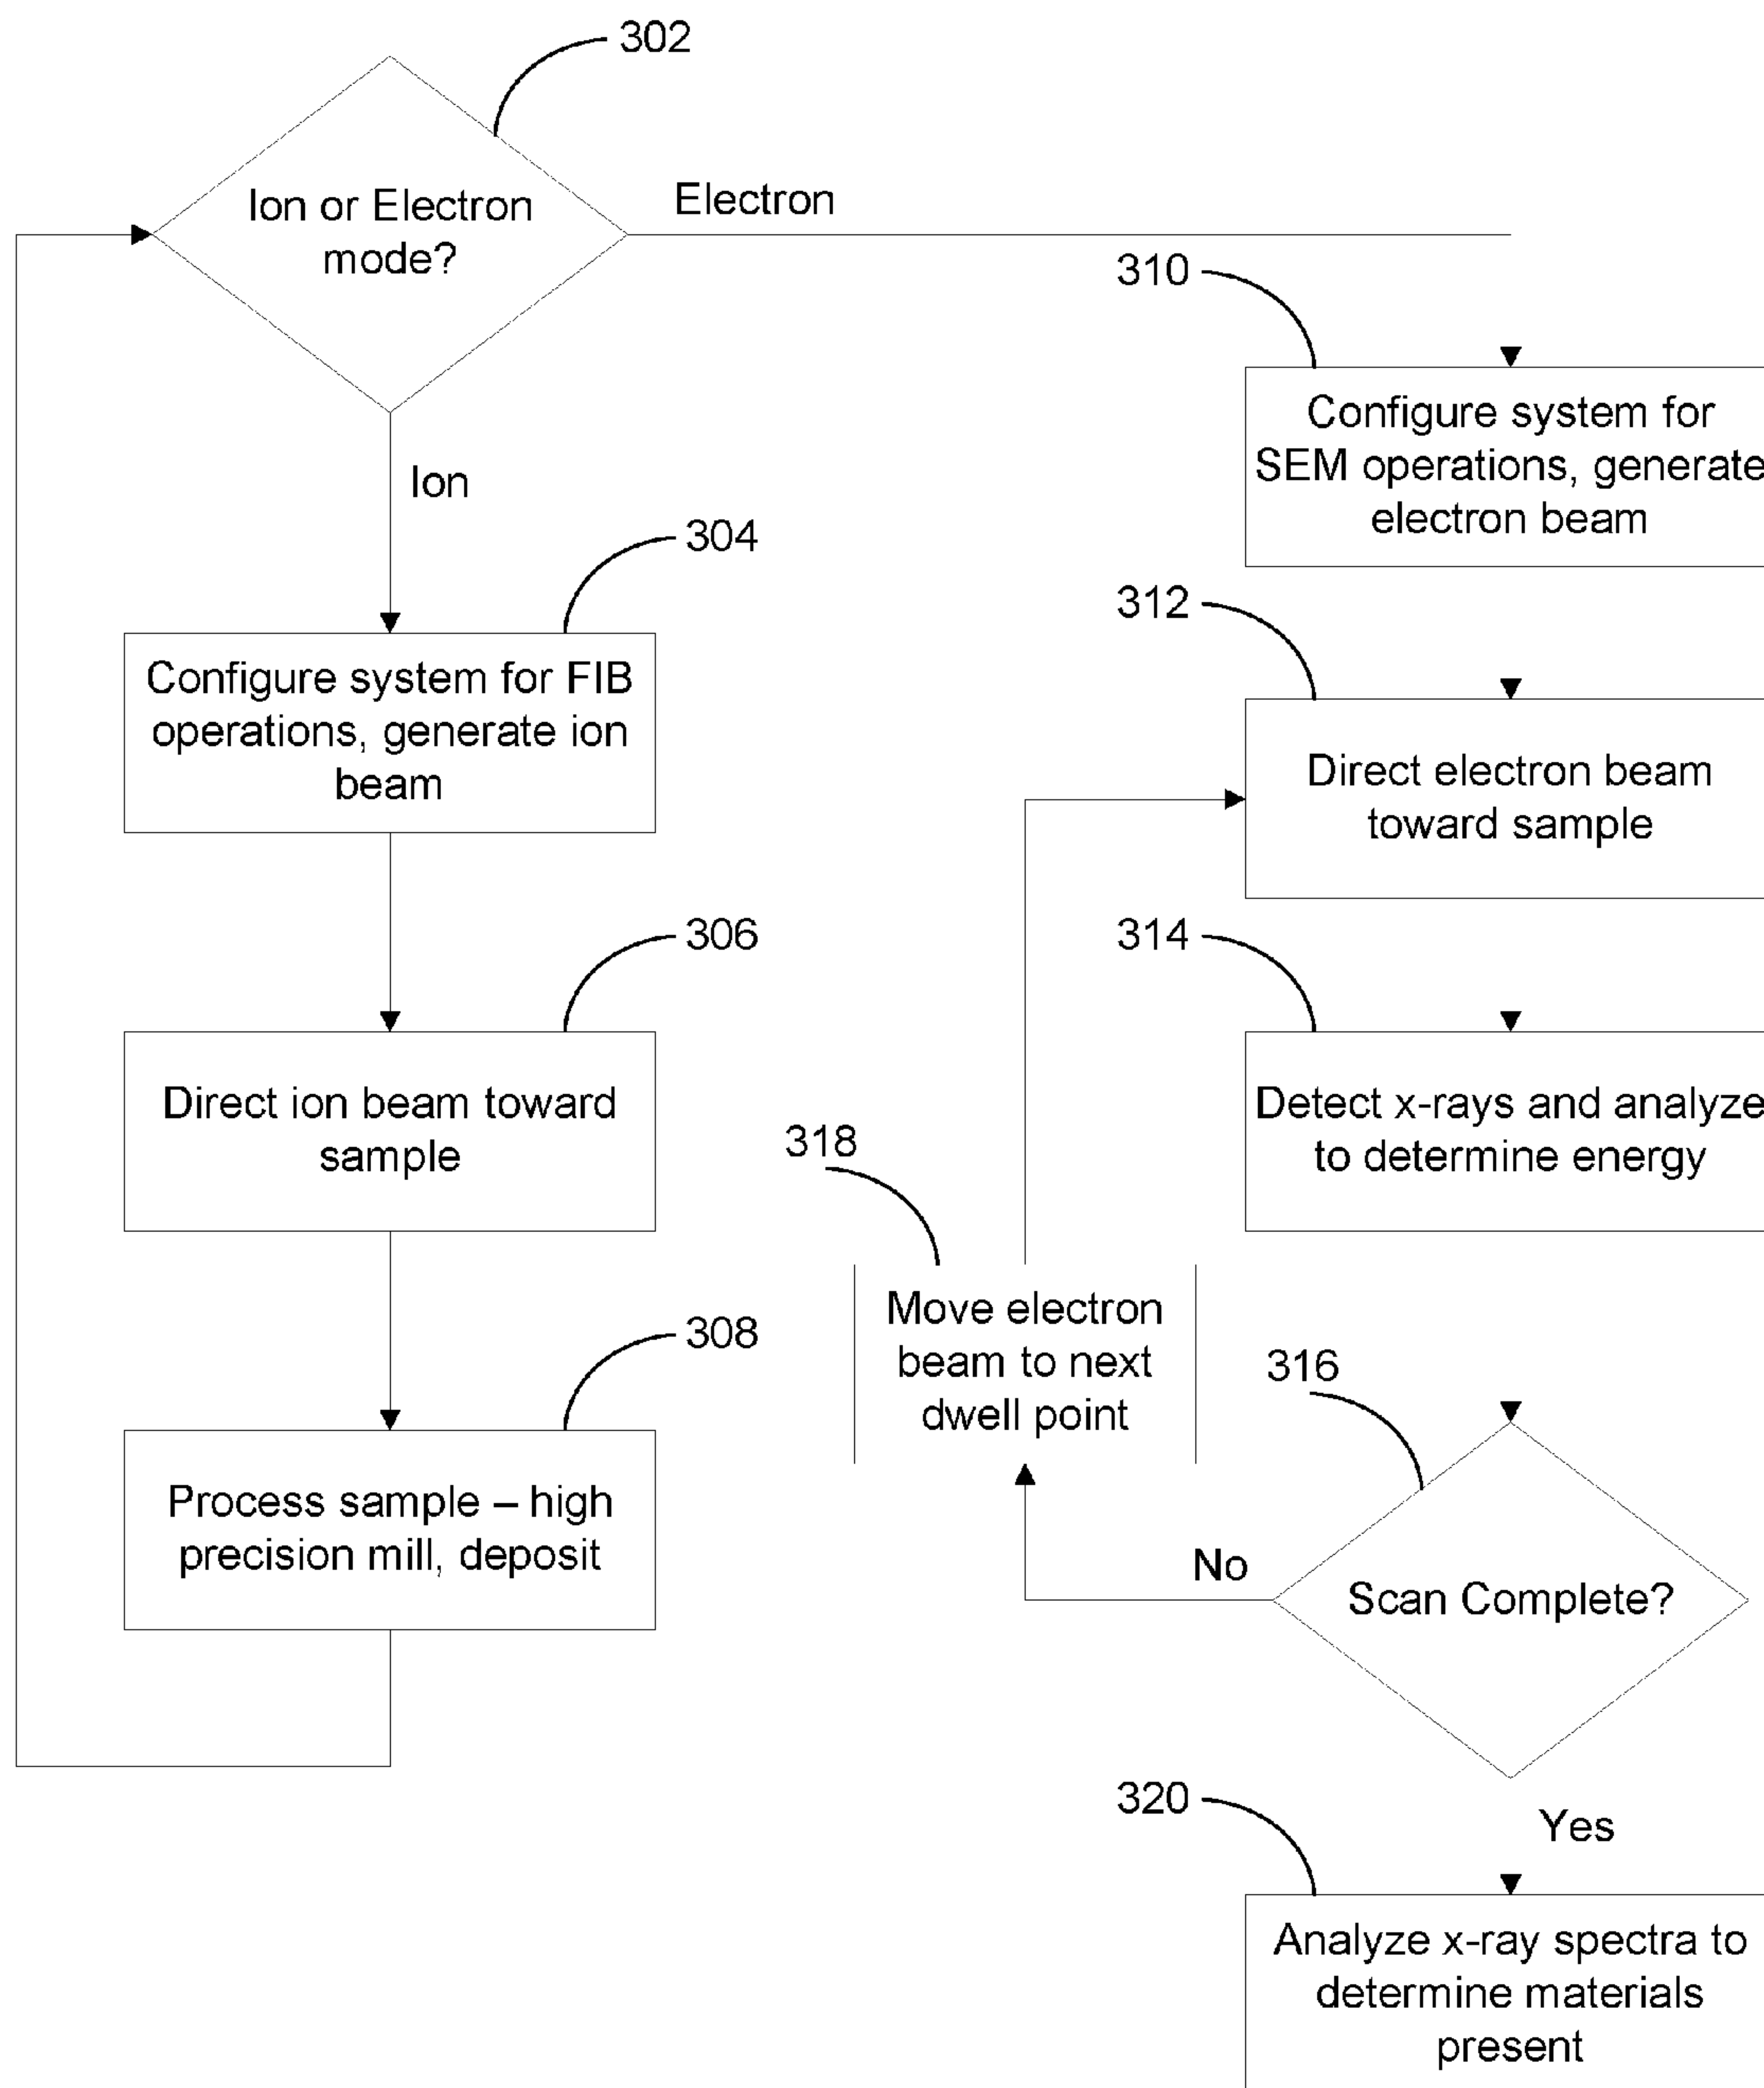 302
Ion or Electron
mode?
Electron
Ion
304
Configure system for FIB
operations, generate ion
beam
306
Direct ion beam toward
sample
308
Process sample – high
precision mill, deposit
310
Configure system for
SEM operations, generate
electron beam
312
Direct electron beam
toward sample
314
Detect x-rays and analyze
to determine energy
318
Move electron
beam to next
dwell point
316
No
Scan Complete?
Yes
320
Analyze x-ray spectra to
determine materials
present